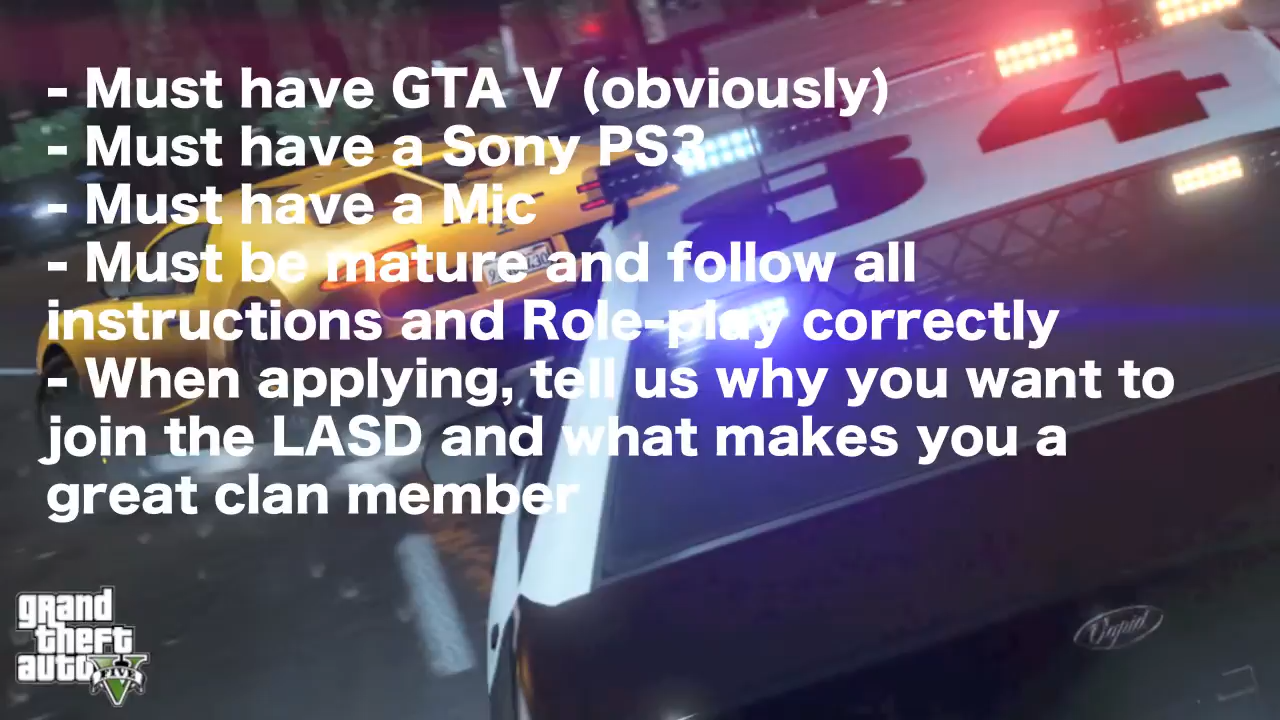 - Must have GTA V (obviously)
- Must have a Sony PS3
- Must have a Mic
- Must be mature and follow all
instructions and Role-play correctly
- When applying, tell us why you want to
join the LASD and what makes you a
great clan member
grand
theft
auto
FIVE
Vapid